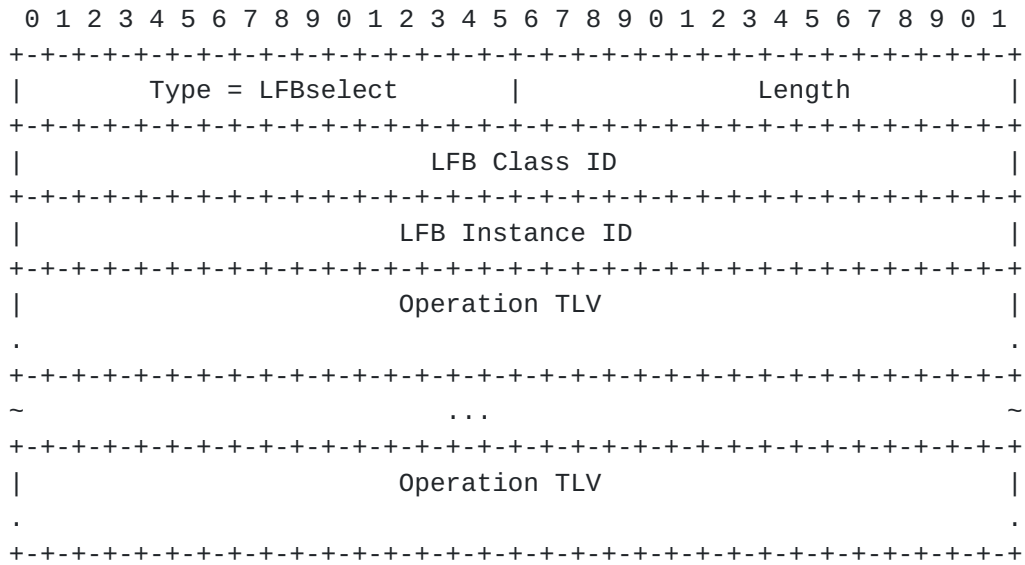 0 1 2 3 4 5 6 7 8 9 0 1 2 3 4 5 6 7 8 9 0 1 2 3 4 5 6 7 8 9 0 1
+-+-+-+-+-+-+-+-+-+-+-+-+-+-+-+-+-+-+-+-+-+-+-+-+-+-+-+-+-+-+-+-+
|        Type = LFBselect       |               Length          |
+-+-+-+-+-+-+-+-+-+-+-+-+-+-+-+-+-+-+-+-+-+-+-+-+-+-+-+-+-+-+-+-+
|                          LFB Class ID                         |
+-+-+-+-+-+-+-+-+-+-+-+-+-+-+-+-+-+-+-+-+-+-+-+-+-+-+-+-+-+-+-+-+
|                        LFB Instance ID                        |
+-+-+-+-+-+-+-+-+-+-+-+-+-+-+-+-+-+-+-+-+-+-+-+-+-+-+-+-+-+-+-+-+
|                        Operation TLV                          |
.                                                               .
+-+-+-+-+-+-+-+-+-+-+-+-+-+-+-+-+-+-+-+-+-+-+-+-+-+-+-+-+-+-+-+-+
~                           ...                                 ~
+-+-+-+-+-+-+-+-+-+-+-+-+-+-+-+-+-+-+-+-+-+-+-+-+-+-+-+-+-+-+-+-+
|                        Operation TLV                          |
.                                                               .
+-+-+-+-+-+-+-+-+-+-+-+-+-+-+-+-+-+-+-+-+-+-+-+-+-+-+-+-+-+-+-+-+